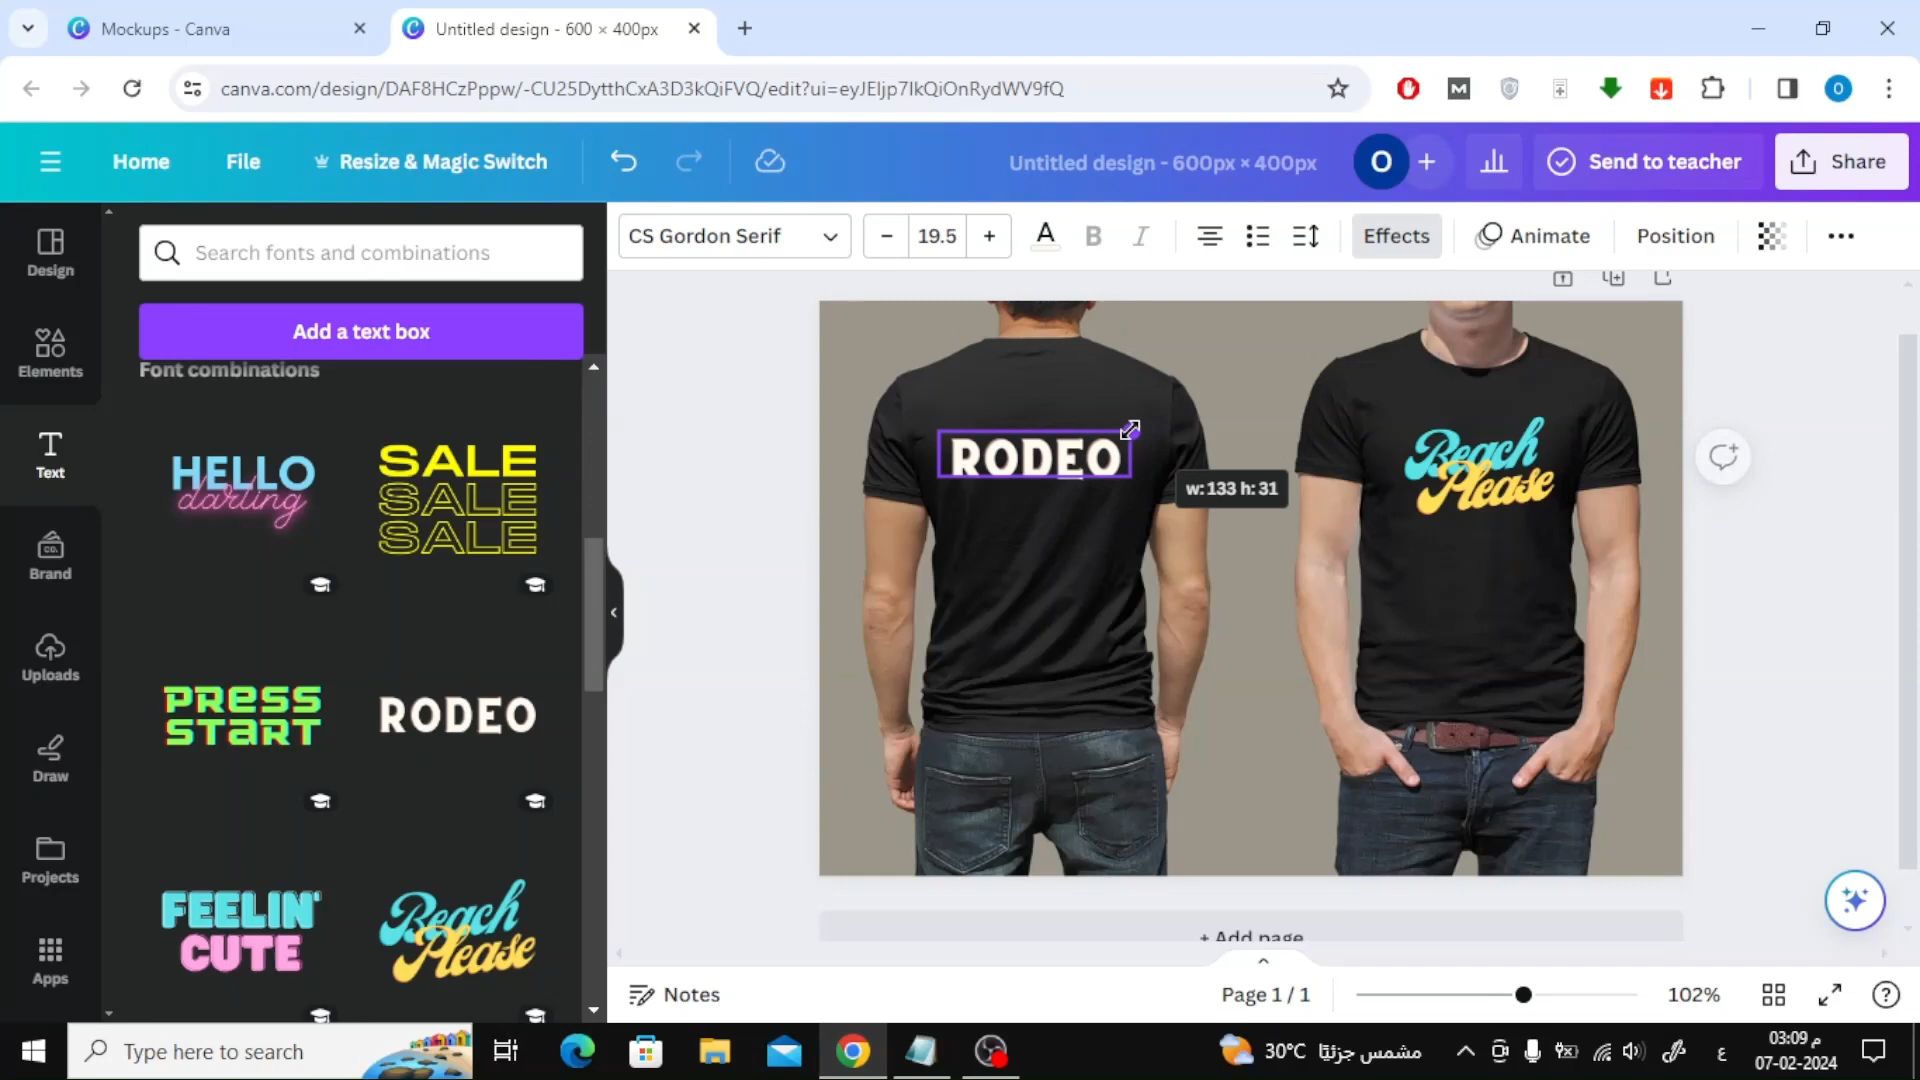 Mockups - Canva
Untitled design - 600 × 400px
canva.com/design/DAF8HCzPppw/-CU25DytthCxA3D3kQiFVQ/edit?ui=eyJEIjp7IkQiOnRydWV9fQ
Home
File
Resize & Magic Switch
Untitled design - 600px × 400px
O
Send to teacher
Share
Design
Elements
Text
Brand
Uploads
Draw
Projects
Apps
Search fonts and combinations
Add a text box
Font combinations
HELLO
darling
SALE
SALE
SALE
PRESS
START
RODEO
FEELIN'
CUTE
Beach
Please
CS Gordon Serif
19.5
A
B
I
Effects
Animate
Position
RODEO
w: 133 h: 31
Beach
Please
+ Add page
Notes
Page 1 / 1
102%
Type here to search
30°C مشمس جزئيًا
ع
03:09 م
07-02-2024